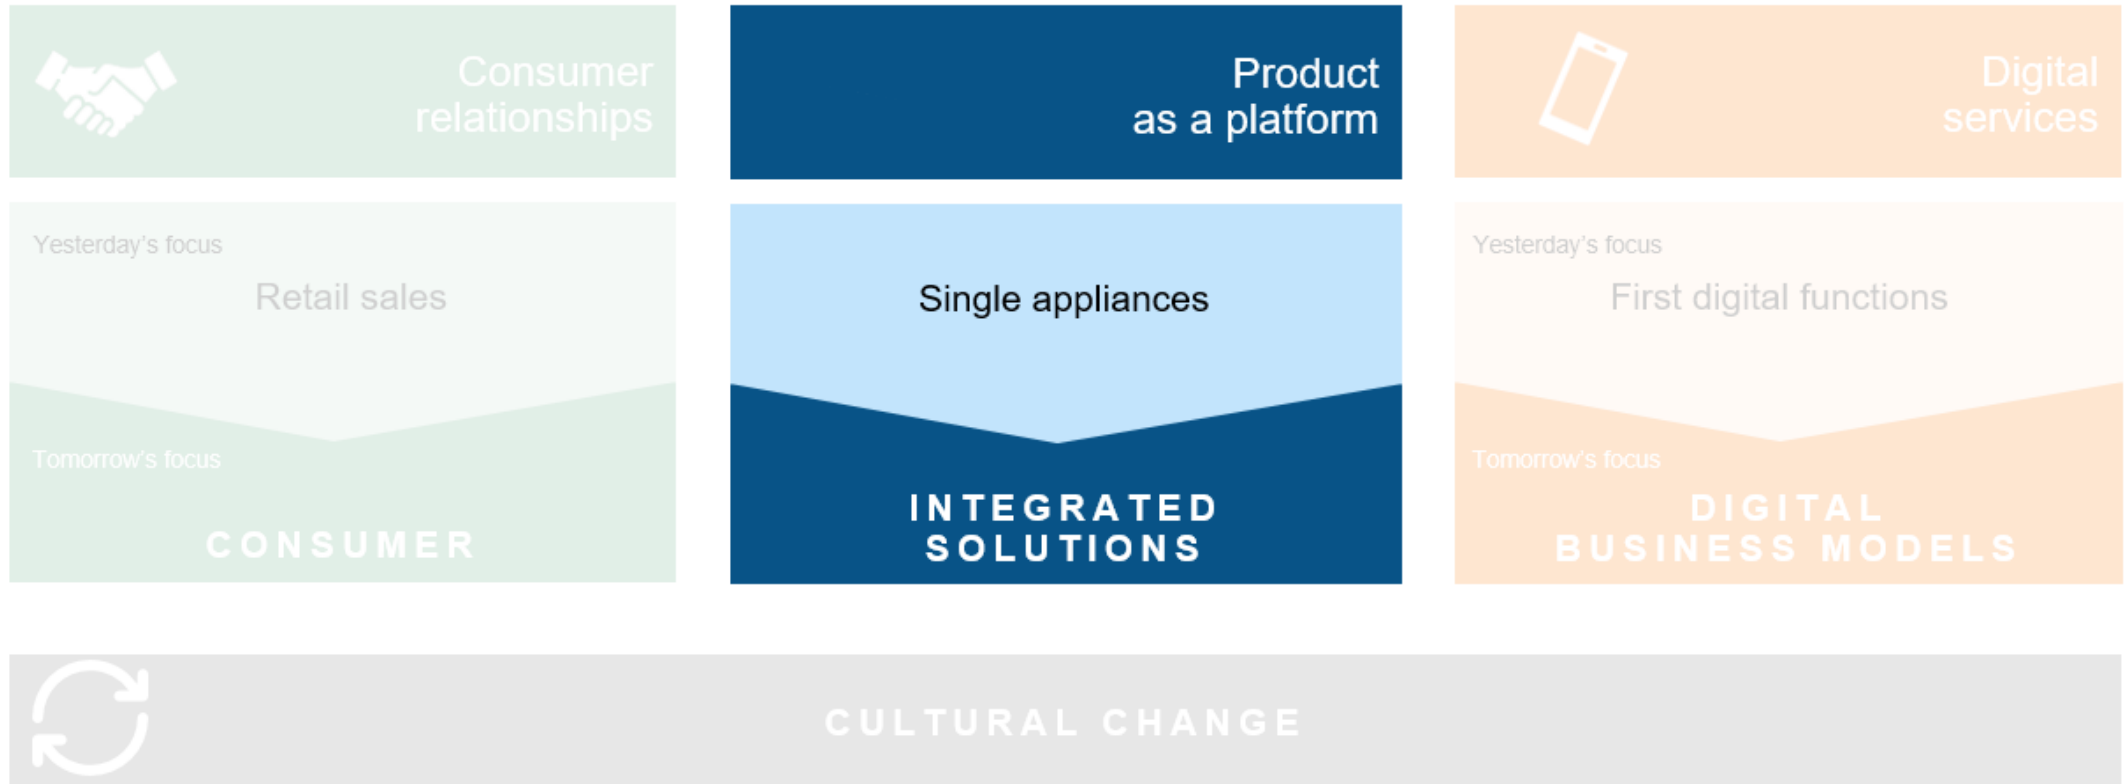 Consumer
relationships
Product
as a platform
Digital
services
Yesterday's focus
Retail sales
Tomorrow's focus
CONSUMER
Single appliances
INTEGRATED
SOLUTIONS
Yesterday's focus
First digital functions
Tomorrow's focus
DIGITAL
BUSINESS MODELS
CULTURAL CHANGE